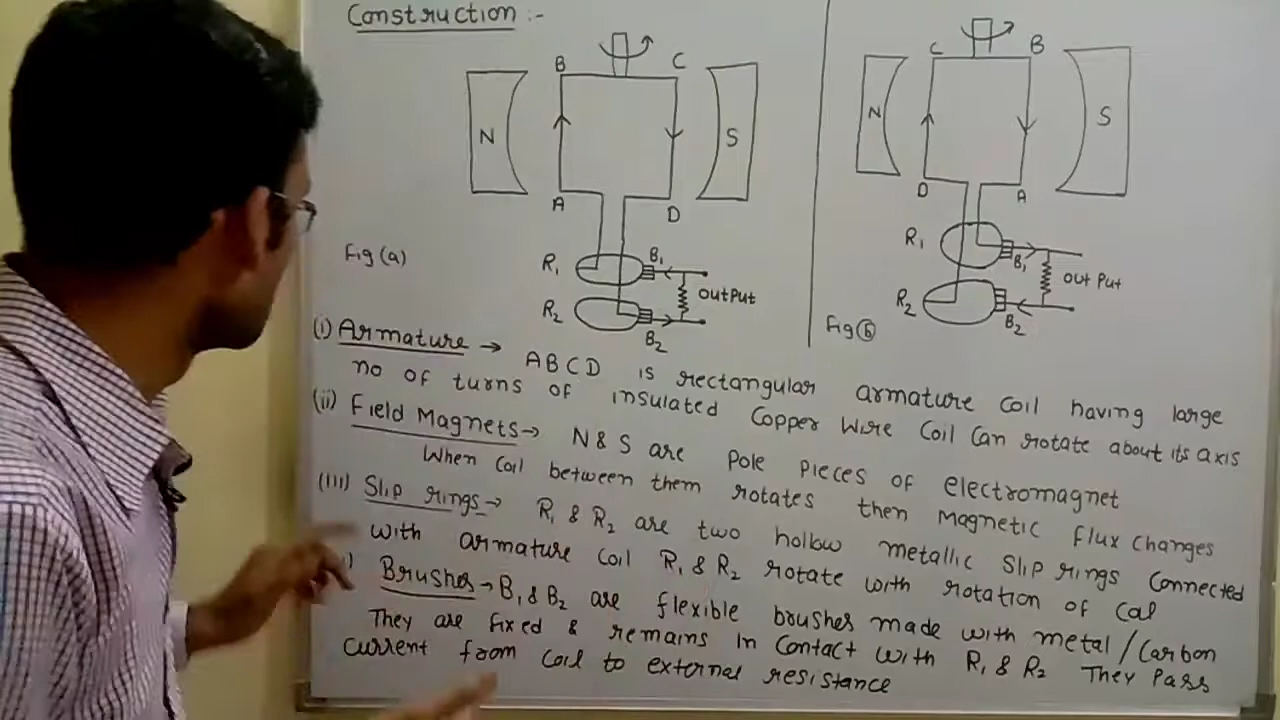 Construction :-
B C
N S
A D
Fig (a)
R1 B1
OUTPUT
R2 B2
C B
N S
D A
R1 B1
OUTPUT
R2 B2
Fig (b)
(i) Armature → ABCD is rectangular armature coil having large
no of turns of insulated Copper Wire Coil Can rotate about its axis
(ii) Field Magnets → N & S are Pole Pieces of electromagnet
When Coil between them rotates then Magnetic flux changes
(iii) Slip rings → R1 & R2 are two hollow metallic Slip rings Connected
With armature Coil R1 & R2 rotate with rotation of Coil
) Brushes → B1 & B2 are flexible brushes made with metal/Carbon
They are fixed & remains in Contact with R1 & R2 They Pass
Current from Coil to external resistance